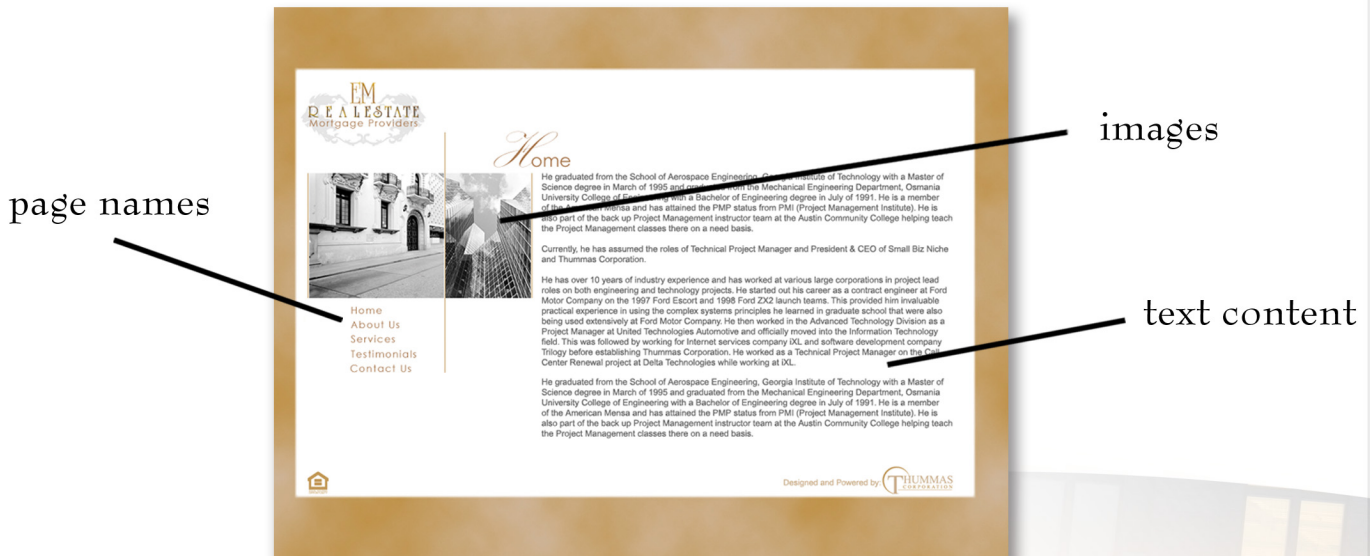 EM
REALESTATE
Mortgage Providers
images
Home
He graduated from the School of Aerospace Engineering, Georgia Institute of Technology with a Master of
Science degree in March of 1995 and graduated from the Mechanical Engineering Department, Osmania
University College of Engineering with a Bachelor of Engineering degree in July of 1991. He is a member
of the American Mensa and has attained the PMP status from PMI (Project Management Institute). He is
also part of the back up Project Management instructor team at the Austin Community College helping teach
the Project Management classes there on a need basis.
page names
Currently, he has assumed the roles of Technical Project Manager and President & CEO of Small Biz Niche
and Thummas Corporation.
He has over 10 years of industry experience and has worked at various large corporations in project lead
roles on both engineering and technology projects. He started out his career as a contract engineer at Ford
Motor Company on the 1997 Ford Escort and 1998 Ford ZX2 launch teams. This provided him invaluable
practical experience in using the complex systems principles he learned in graduate school that were also
being used extensively at Ford Motor Company. He then worked in the Advanced Technology Division as a
Project Manager at United Technologies Automotive and officially moved into the Information Technology
field. This was followed by working for Internet services company iXL and software development company
Trilogy before establishing Thummas Corporation. He worked as a Technical Project Manager on the Call
Center Renewal project at Delta Technologies while working at iXL.
text content
Home
About Us
Services
Testimonials
Contact Us
He graduated from the School of Aerospace Engineering, Georgia Institute of Technology with a Master of
Science degree in March of 1995 and graduated from the Mechanical Engineering Department, Osmania
University College of Engineering with a Bachelor of Engineering degree in July of 1991. He is a member
of the American Mensa and has attained the PMP status from PMI (Project Management Institute). He is
also part of the back up Project Management instructor team at the Austin Community College helping teach
the Project Management classes there on a need basis.
Designed and Powered by:
THUMMAS
CORPORATION